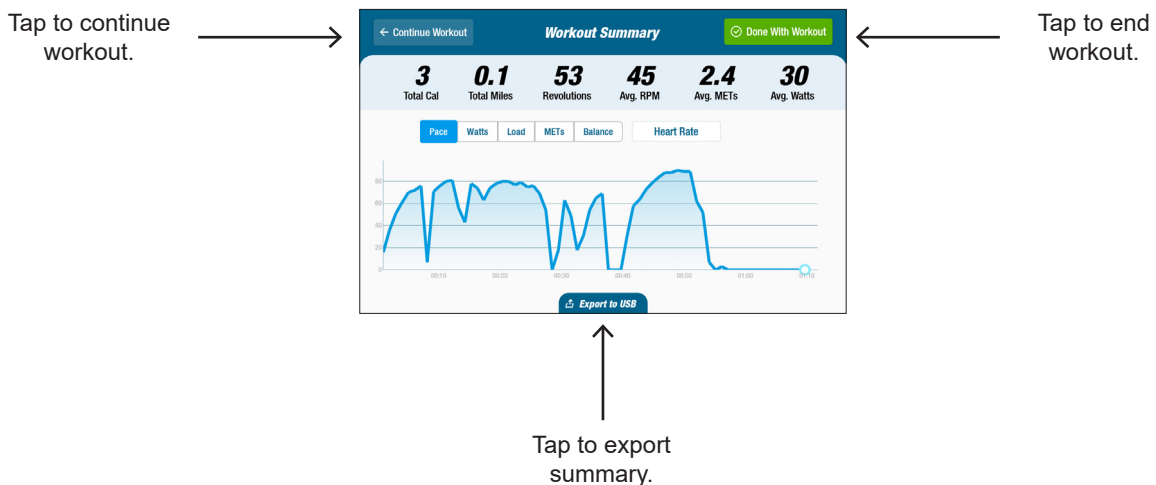 Tap to continue
workout.
← Continue Workout
Workout Summary
Done With Workout
Tap to end
workout.
3
Total Cal
0.1
Total Miles
53
Revolutions
45
Avg. RPM
2.4
Avg. METs
30
Avg. Watts
Pace Watts Load METs Balance Heart Rate
80
60
40
20
0
00:10 00:20 00:30 00:40 00:50 01:00 01:10
Export to USB
Tap to export
summary.